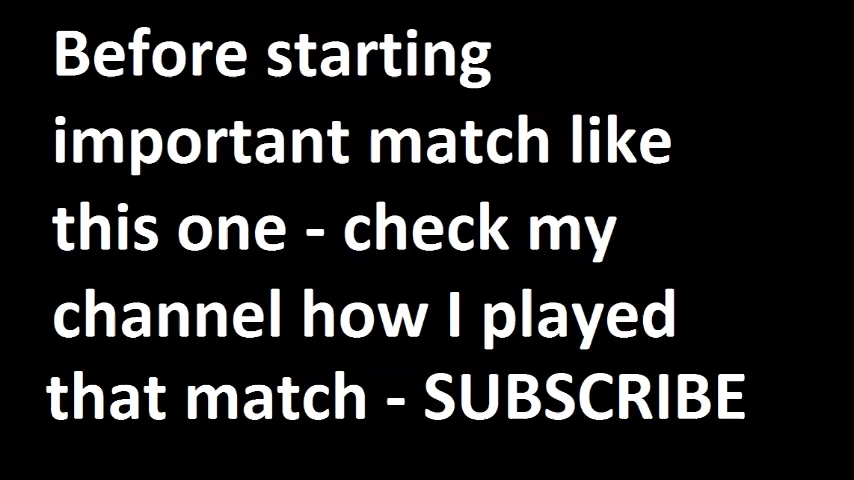 Before starting
important match like
this one - check my
channel how I played
that match - SUBSCRIBE